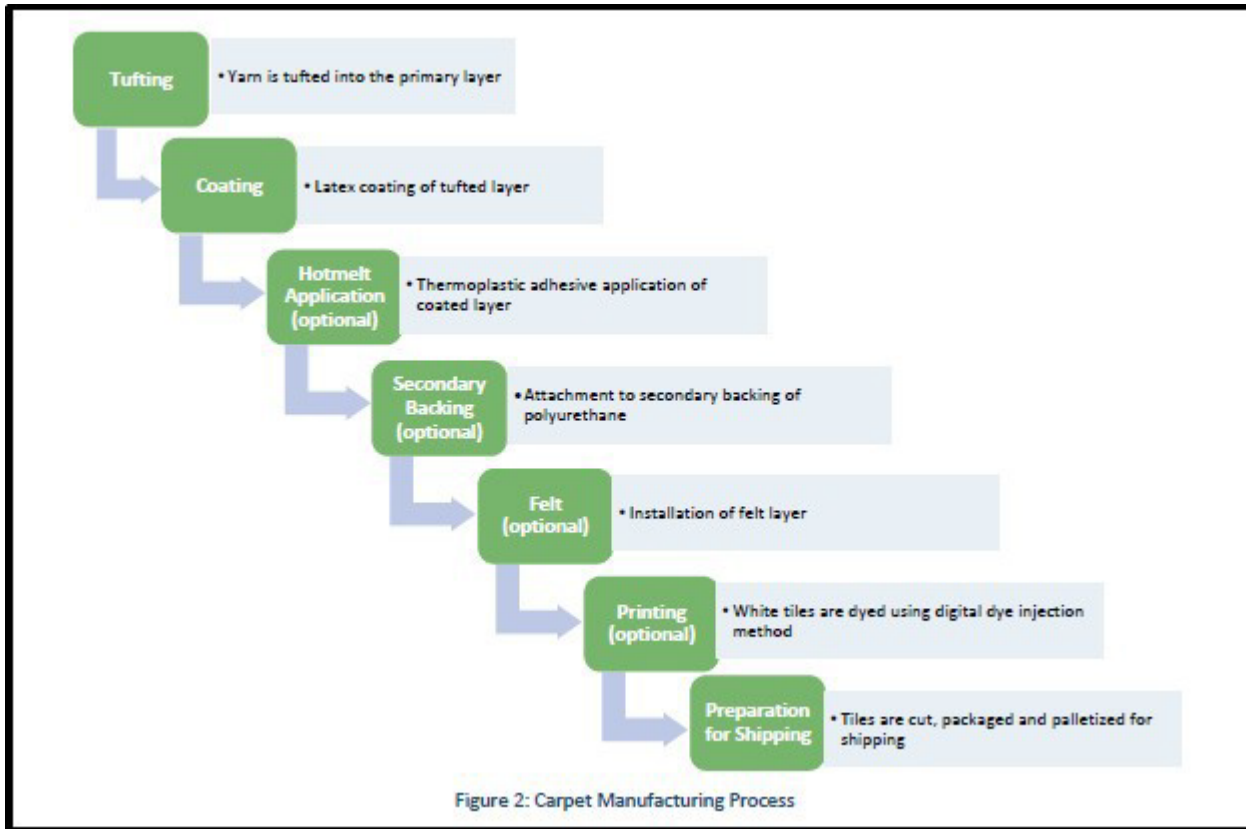 Tufting
• Yarn is tufted into the primary layer
Coating
• Latex coating of tufted layer
Hotmelt
Application
(optional)
• Thermoplastic adhesive application of
coated layer
Secondary
Backing
(optional)
• Attachment to secondary backing of
polyurethane
Felt
(optional)
• Installation of felt layer
Printing
(optional)
• White tiles are dyed using digital dye injection
method
Preparation
for Shipping
• Tiles are cut, packaged and palletized for
shipping
Figure 2: Carpet Manufacturing Process